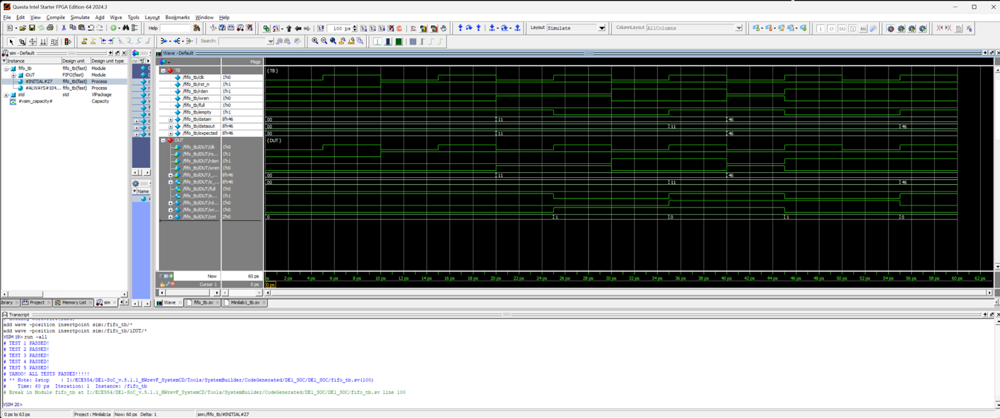 Questa Intel Starter FPGA Edition-64 2024.3
File Edit View Compile Simulate Add Wave Tools Layout Bookmarks Window Help
Help
100 ps
Layout Simulate
ColumnLayout AllColumns
Search:
sim - Default
Instance Design unit Design unit type
fifo_tb fifo_tb(fast) Module
iDUT FIFO(fast) Module
#INITIAL#27 fifo_tb(fast) Process
#ALWAYS#104... fifo_tb(fast) Process
std std VlPackage
#vsim_capacity# Capacity
Name
Wave - Default
Msgs
TB (TB)
/fifo_tb/clk 1'h0
/fifo_tb/rst_n 1'h1
/fifo_tb/rden 1'h1
/fifo_tb/wren 1'h0
/fifo_tb/full 1'h0
/fifo_tb/empty 1'h1
/fifo_tb/datain 8'h46 00 11 46
/fifo_tb/dataout 8'h46 00 11 46
/fifo_tb/expected 8'h46 00 11 46
DUT (DUT)
/fifo_tb/iDUT/clk 1'h0
/fifo_tb/iDUT/rs... 1'h1
/fifo_tb/iDUT/rden 1'h1
/fifo_tb/iDUT/wren 1'h0
/fifo_tb/iDUT/i_... 8'h46 00 11 46
/fifo_tb/iDUT/o_... 8'h46 00 11 46
/fifo_tb/iDUT/full 1'h0
/fifo_tb/iDUT/e... 1'h1
/fifo_tb/iDUT/rd... 1'h0
/fifo_tb/iDUT/wr... 1'h0
/fifo_tb/iDUT/cnt 2'h0 0 1 0 1 0
Now 60 ps
ps 2 ps 4 ps 6 ps 8 ps 10 ps 12 ps 14 ps 16 ps 18 ps 20 ps 22 ps 24 ps 26 ps 28 ps 30 ps 32 ps 34 ps 36 ps 38 ps 40 ps 42 ps 44 ps 46 ps 48 ps 50 ps 52 ps 54 ps 56 ps 58 ps 60 ps 62 ps
Cursor 1 0 ps 0 ps
Library Project Memory List sim
Wave fifo_tb.sv Minilab1_tb.sv
Transcript
add wave -position insertpoint sim:/fifo_tb/*
add wave -position insertpoint sim:/fifo_tb/iDUT/*
VSIM 19> run -all
# TEST 1 PASSED!
# TEST 2 PASSED!
# TEST 3 PASSED!
# TEST 4 PASSED!
# TEST 5 PASSED!
# YAHOO! ALL TESTS PASSED!!!!!
# ** Note: $stop : I:/ECE554/DE1-SoC_v.5.1.1_HWrevF_SystemCD/Tools/SystemBuilder/CodeGenerated/DE1_SOC/DE1_SOC/fifo_tb.sv(100)
# Time: 60 ps Iteration: 1 Instance: /fifo_tb
# Break in Module fifo_tb at I:/ECE554/DE1-SoC_v.5.1.1_HWrevF_SystemCD/Tools/SystemBuilder/CodeGenerated/DE1_SOC/DE1_SOC/fifo_tb.sv line 100
VSIM 20>
0 ps to 63 ps Project : Minilab1a Now: 60 ps Delta: 1 sim:/fifo_tb/#INITIAL#27